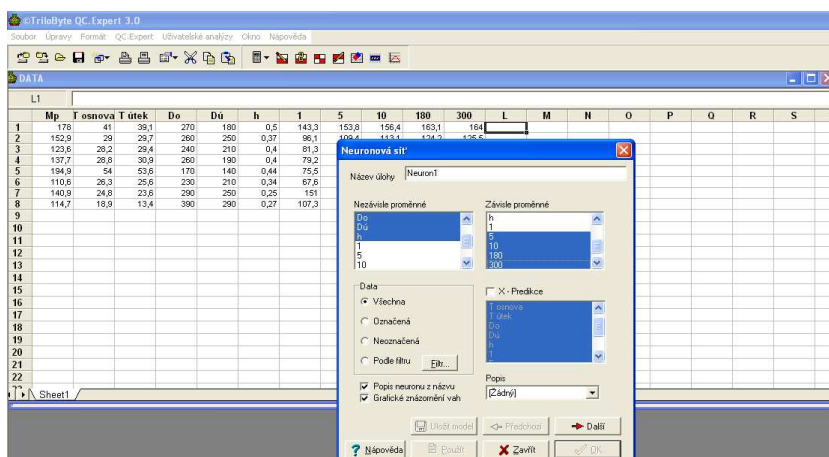 ©TriloByte QC.Expert 3.0
Soubor Úpravy Formát QC.Expert Uživatelské analýzy Okno Nápověda
DATA
L1
Mp T osnova T útek Do Dú h 1 5 10 180 300 L M N O P Q R S
1 178 41 39,1 270 180 0,5 143,3 153,8 156,4 163,1 164
2 152,9 29 29,7 260 250 0,37 96,1 109,4 113,1 124,2 125,5
3 123,6 28,2 29,4 240 210 0,4 81,3
4 137,7 28,8 30,9 260 190 0,4 79,2
5 194,9 54 53,6 170 140 0,44 75,5
6 110,6 26,3 25,6 230 210 0,34 67,6
7 140,9 24,8 23,6 290 250 0,25 151
8 114,7 18,9 13,4 390 290 0,27 107,3
9
10
11
12
13
14
15
16
17
18
19
20
21
22
Sheet1
Neuronová síť
Název úlohy Neuron1
Nezávisle proměnné Závisle proměnné
Do h
Dú 1
h 5
1 10
5 180
10 300
Data
Všechna
Označená
Neoznačená
Podle filtru Filtr...
X - Predikce
T osnova
T útek
Do
Dú
h
1
Popis neuronu z názvu
Grafické znázornění vah
Popis
(Žádný)
Uložit model Předchozí Další
Nápověda Použít Zavřít OK